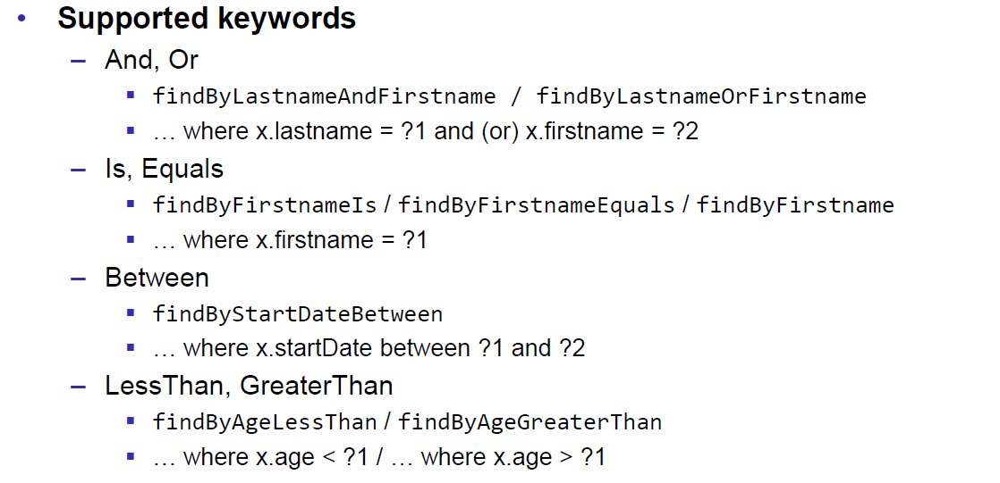 • Supported keywords
– And, Or
▪ findByLastnameAndFirstname / findByLastnameOrFirstname
▪ … where x.lastname = ?1 and (or) x.firstname = ?2
– Is, Equals
▪ findByFirstnameIs / findByFirstnameEquals / findByFirstname
▪ … where x.firstname = ?1
– Between
▪ findByStartDateBetween
▪ … where x.startDate between ?1 and ?2
– LessThan, GreaterThan
▪ findByAgeLessThan / findByAgeGreaterThan
▪ … where x.age < ?1 / … where x.age > ?1